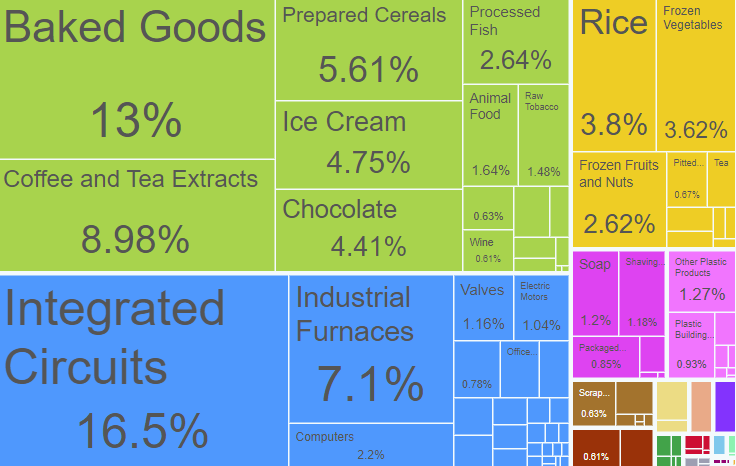 Baked Goods
13%
Coffee and Tea Extracts
8.98%
Prepared Cereals
5.61%
Ice Cream
4.75%
Chocolate
4.41%
Processed
Fish
2.64%
Animal
Food
1.64%
Raw
Tobacco
1.48%
0.63%
Wine
0.61%
Rice
3.8%
Frozen
Vegetables
3.62%
Frozen Fruits
and Nuts
2.62%
Pitted...
0.67%
Tea
Integrated
Circuits
16.5%
Industrial
Furnaces
7.1%
Computers
2.2%
Valves
1.16%
Electric
Motors
1.04%
0.78%
Office...
Soap
1.2%
Shaving...
1.18%
Packaged...
0.85%
Other Plastic
Products
1.27%
Plastic
Building...
0.93%
Scrap...
0.63%
0.61%